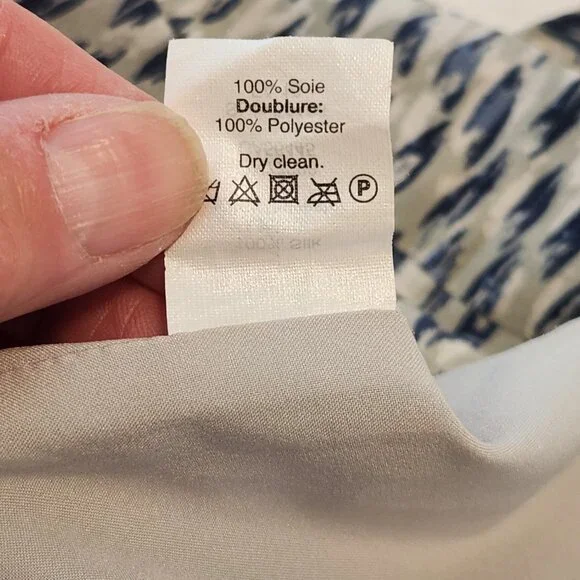 100% Soie
Doublure:
100% Polyester
Dry clean.
P